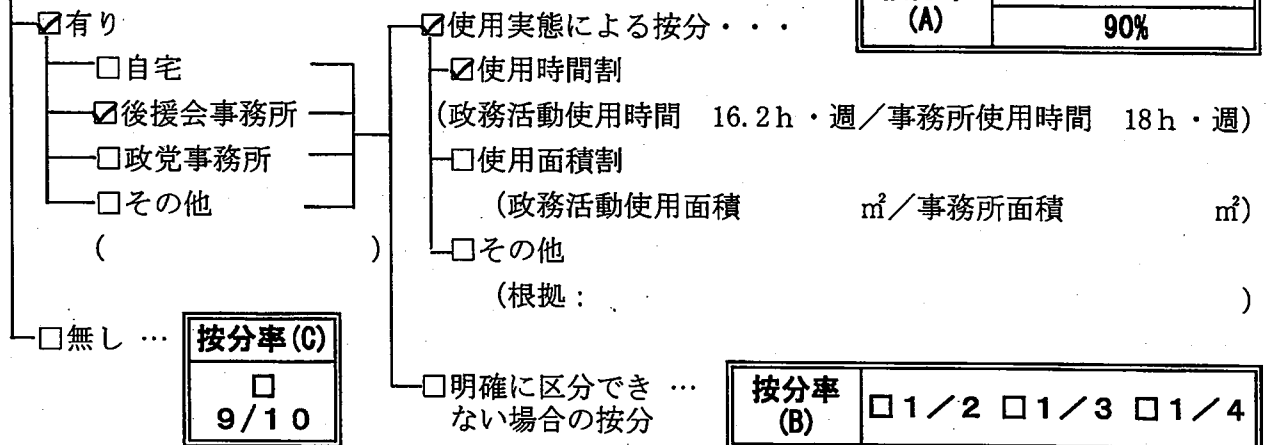 ☑有り
☑使用実態による按分・・・
(A)
90%
□自宅
☑使用時間割
☑後援会事務所
(政務活動使用時間 16.2h・週/事務所使用時間 18h・週)
□政党事務所
□使用面積割
□その他
(政務活動使用面積 ㎡/事務所面積 ㎡)
( )
□その他
(根拠: )
□無し …
按分率(C)
□
9/10
□明確に区分でき …
ない場合の按分
按分率
(B)
□1/2 □1/3 □1/4